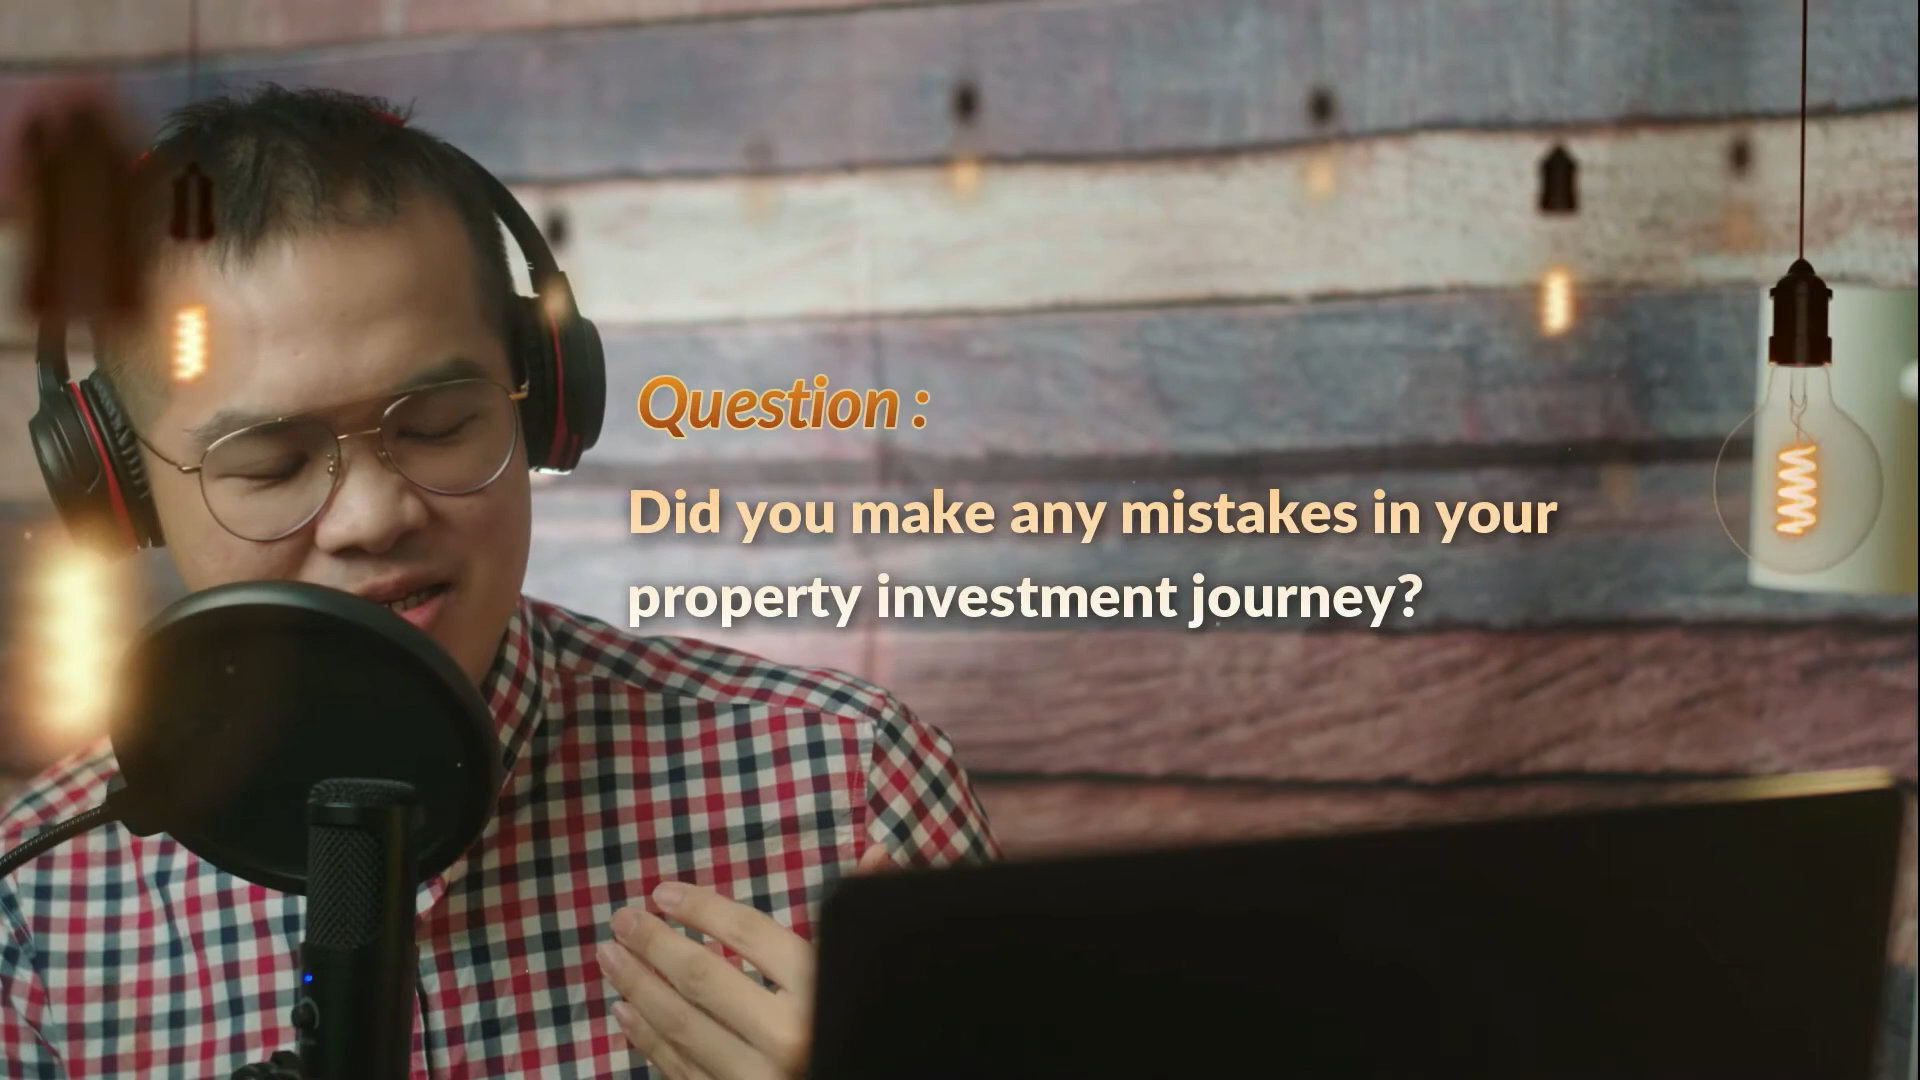 Question :
Did you make any mistakes in your
property investment journey?